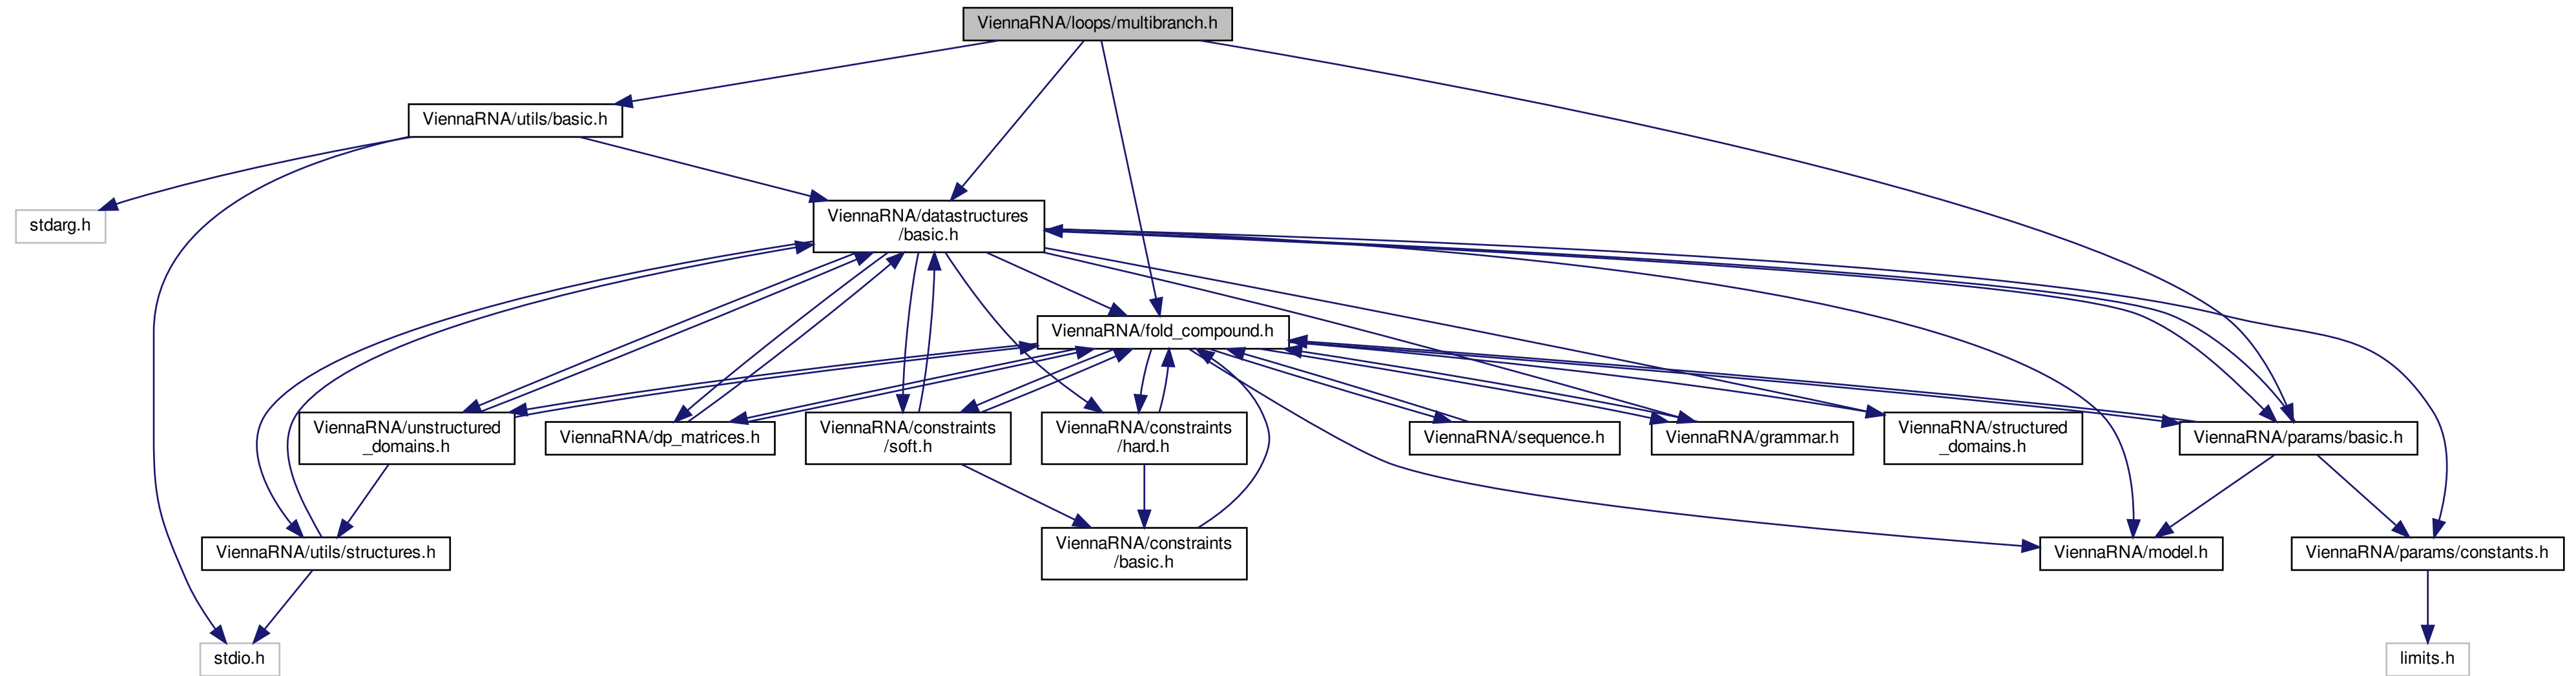 ViennaRNA/loops/multibranch.h
ViennaRNA/utils/basic.h
stdarg.h
ViennaRNA/datastructures
/basic.h
ViennaRNA/fold_compound.h
ViennaRNA/unstructured
_domains.h
ViennaRNA/dp_matrices.h
ViennaRNA/constraints
/soft.h
ViennaRNA/constraints
/hard.h
ViennaRNA/sequence.h
ViennaRNA/grammar.h
ViennaRNA/structured
_domains.h
ViennaRNA/params/basic.h
ViennaRNA/utils/structures.h
ViennaRNA/constraints
/basic.h
ViennaRNA/model.h
ViennaRNA/params/constants.h
stdio.h
limits.h